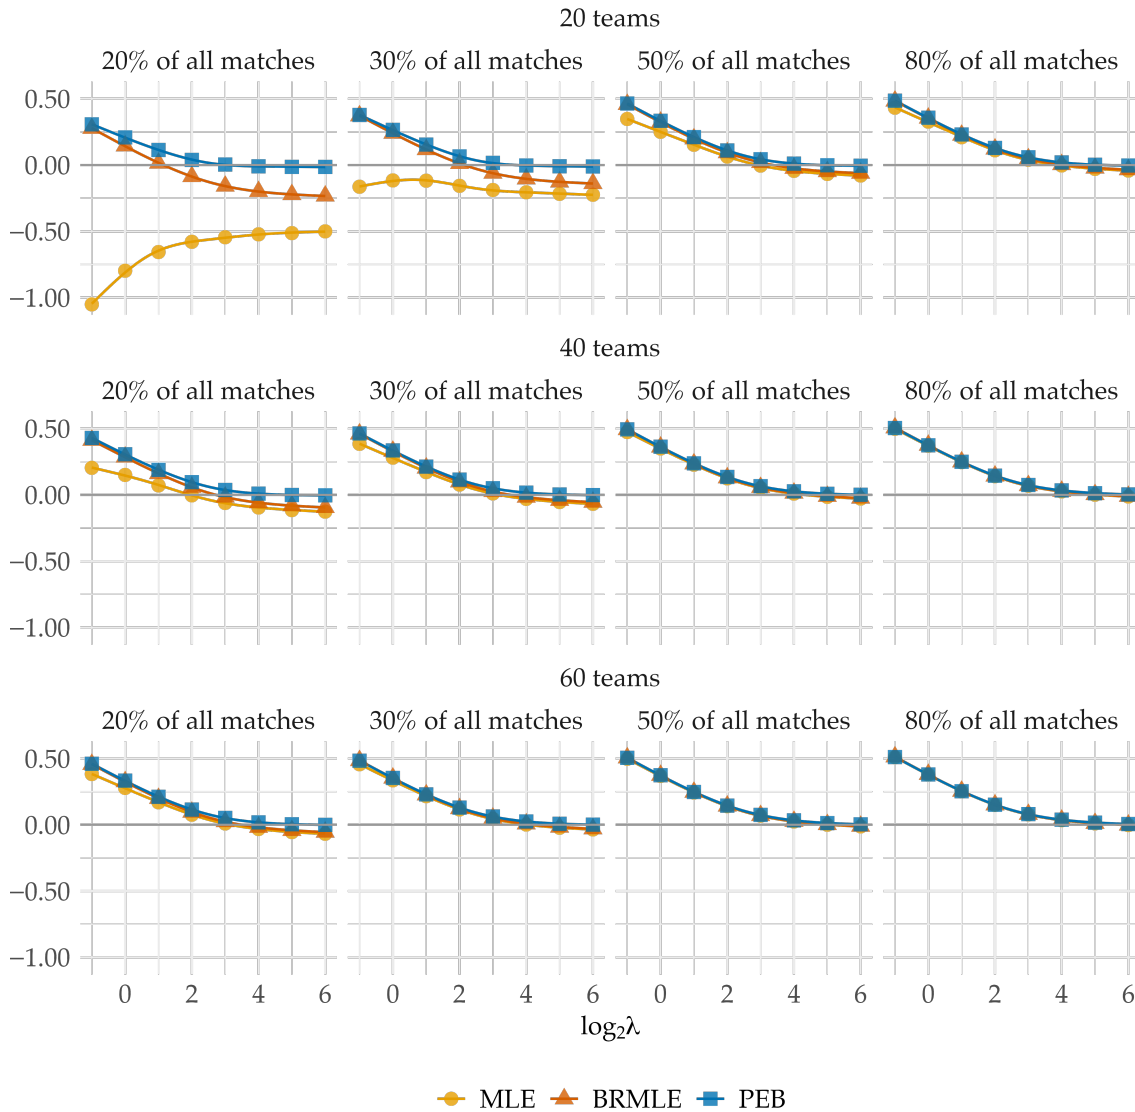 20 teams
20% of all matches 30% of all matches 50% of all matches 80% of all matches
0.50
0.00
−0.50
−1.00
40 teams
20% of all matches 30% of all matches 50% of all matches 80% of all matches
0.50
0.00
−0.50
−1.00
60 teams
20% of all matches 30% of all matches 50% of all matches 80% of all matches
0.50
0.00
−0.50
−1.00
0 2 4 6 0 2 4 6 0 2 4 6 0 2 4 6
log₂λ
MLE BRMLE PEB